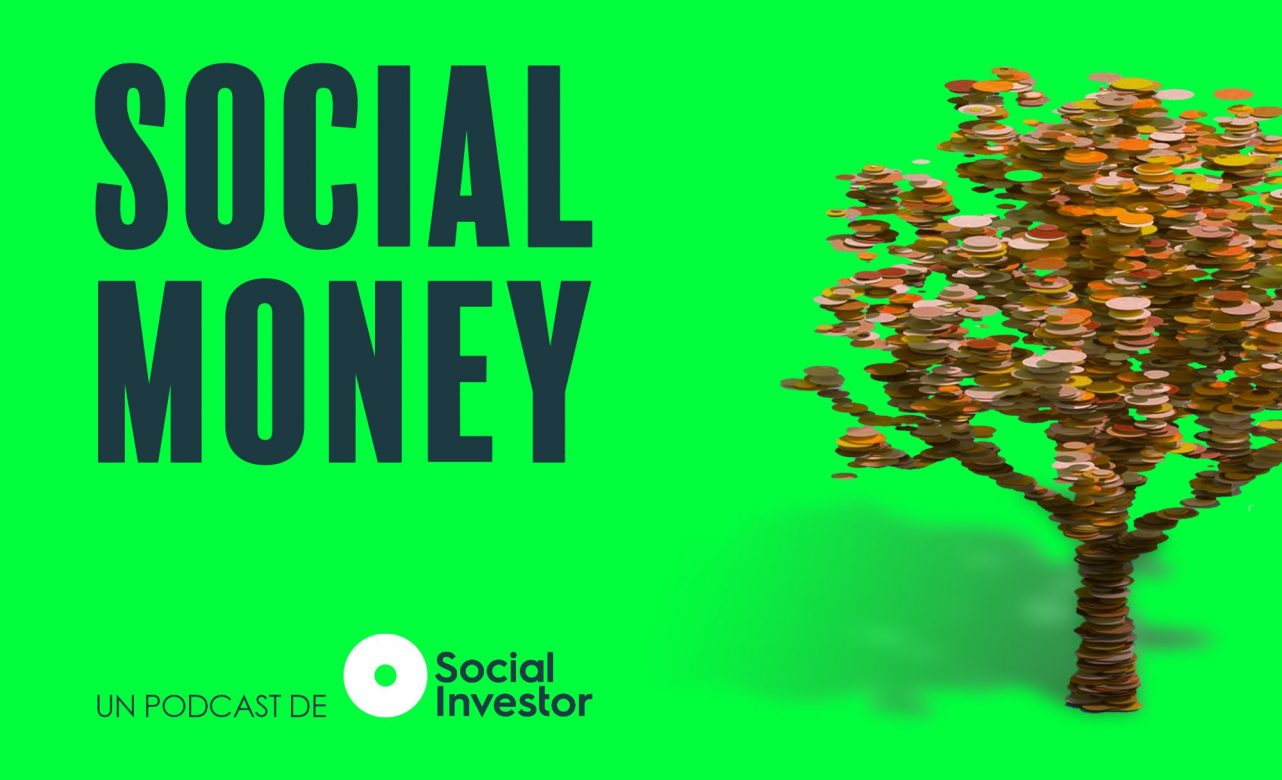 SOCIAL
MONEY
UN PODCAST DE
Social
Investor